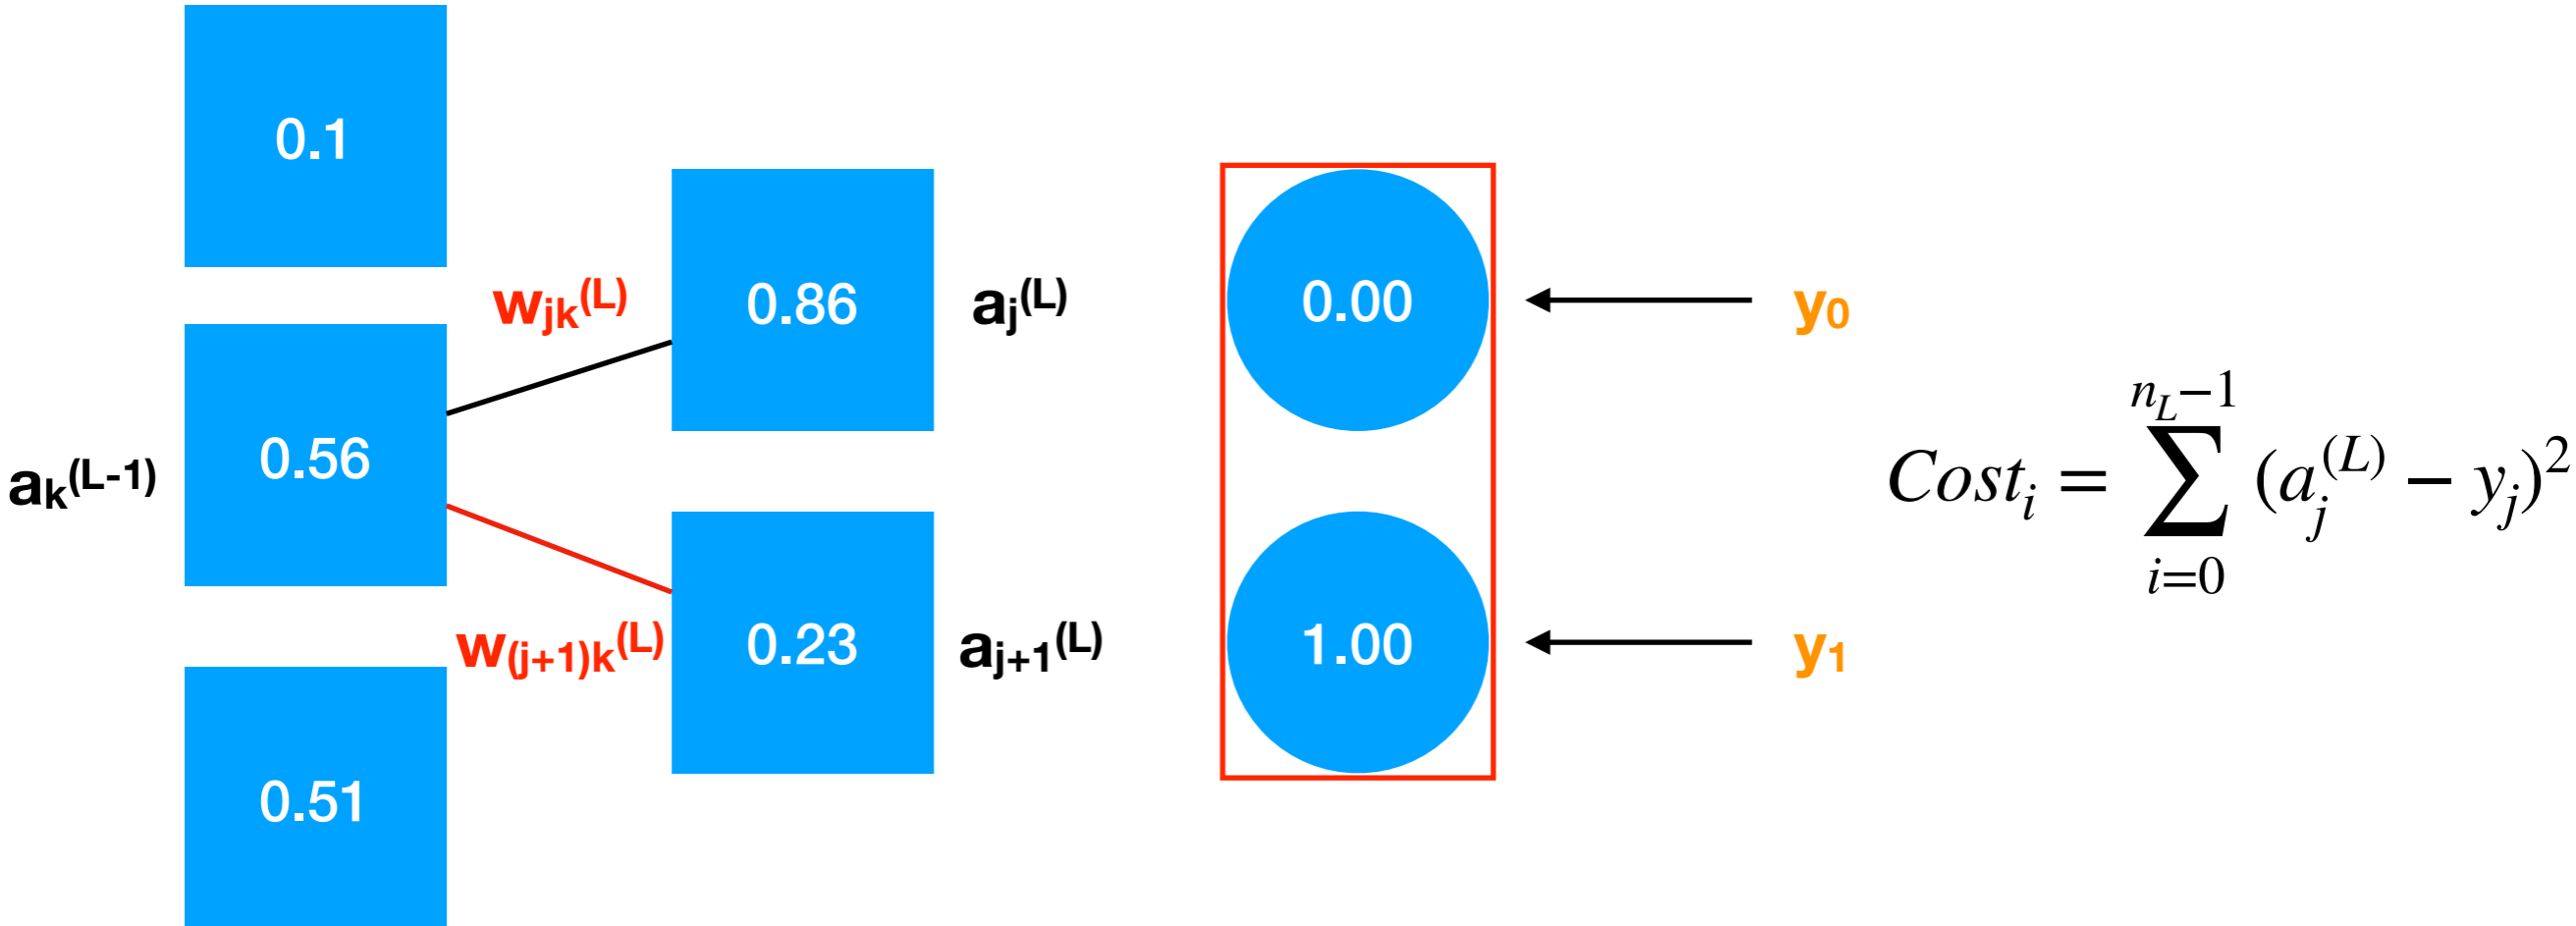 0.1
w_jk^(L)
0.86
a_j^(L)
0.00
y_0
a_k^(L-1)
0.56
Cost_i = \sum_{i=0}^{n_L-1} (a_j^{(L)} - y_j)^2
w_(j+1)k^(L)
0.23
a_j+1^(L)
1.00
y_1
0.51